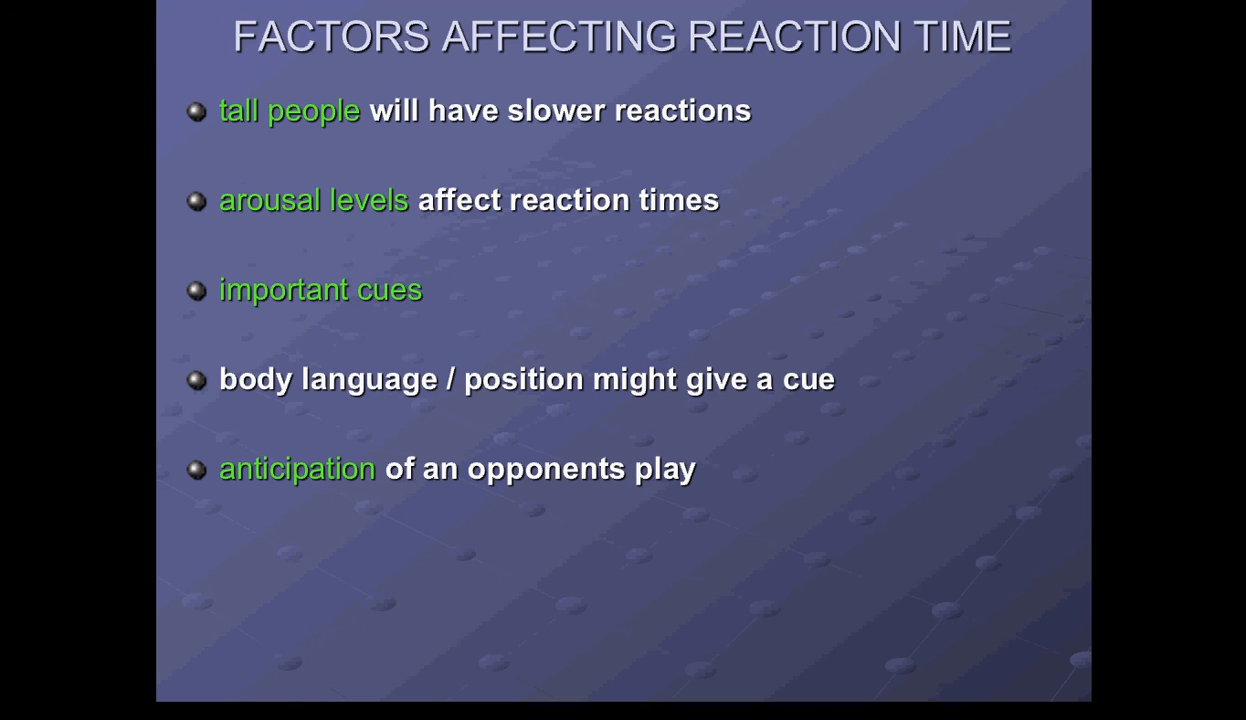 FACTORS AFFECTING REACTION TIME
tall people will have slower reactions
arousal levels affect reaction times
important cues
body language / position might give a cue
anticipation of an opponents play